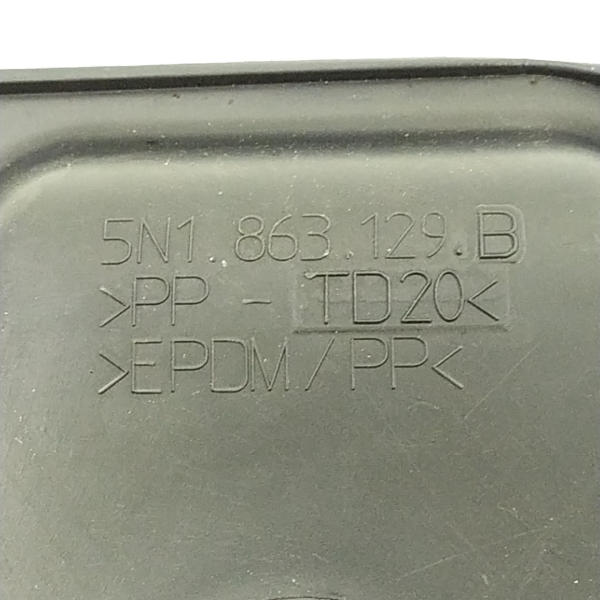 5N1.863.129.B
>PP - TD20<
>EPDM/PP<